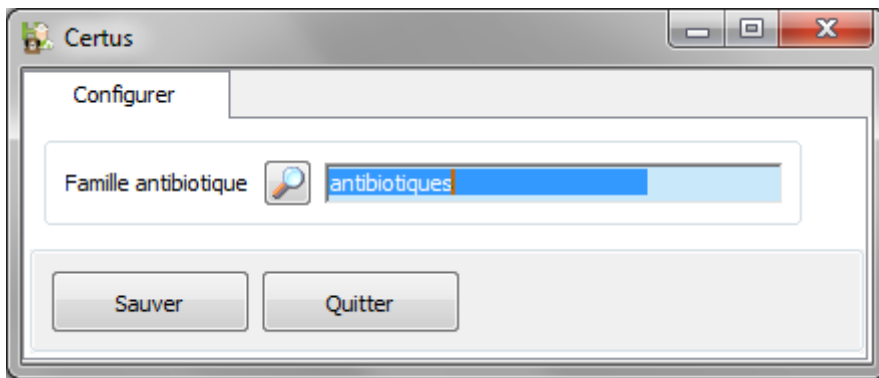 Certus
Configurer
Famille antibiotique antibiotiques
Sauver Quitter